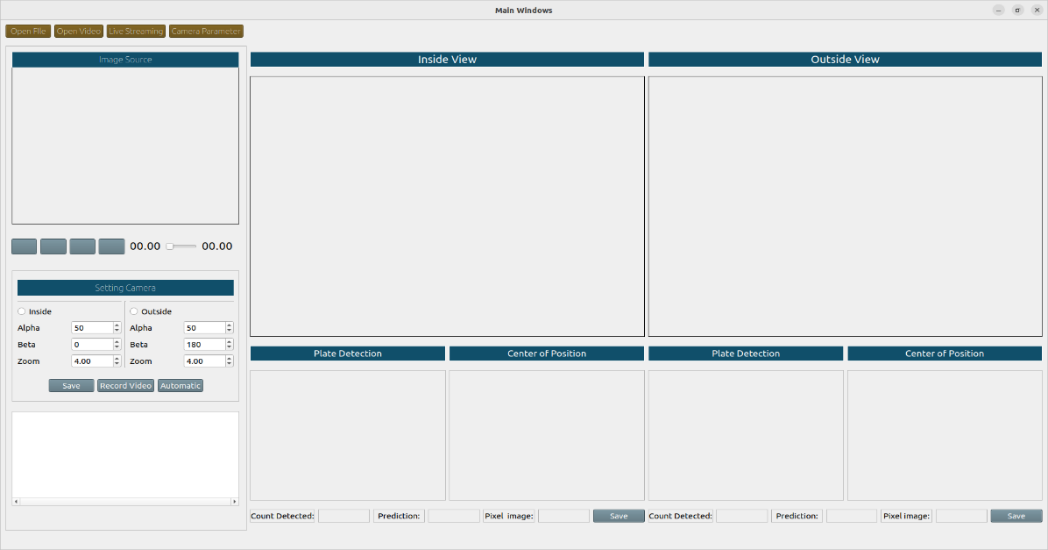 Main Windows
Open File Open Video Live Streaming Camera Parameter
Image Source
Inside View
Outside View
00.00 00.00
Setting Camera
Inside Outside
Alpha 50 Alpha 50
Beta 0 Beta 180
Zoom 4.00 Zoom 4.00
Save Record Video Automatic
Plate Detection
Center of Position
Plate Detection
Center of Position
Count Detected: Prediction: Pixel image: Save
Count Detected: Prediction: Pixel image: Save